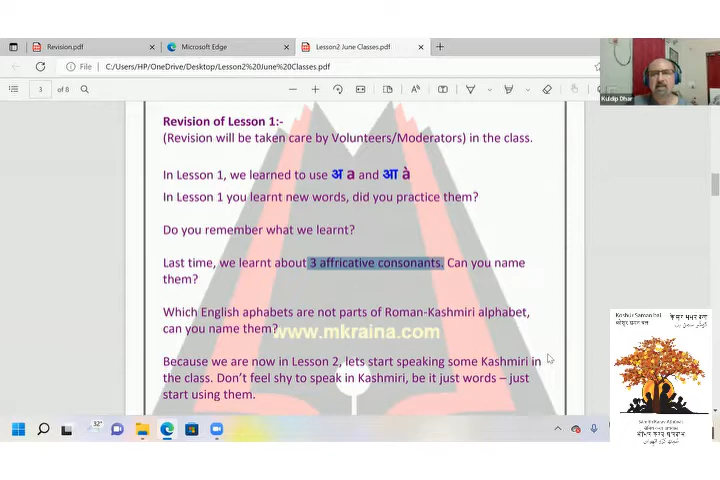 Revision.pdf
Microsoft Edge
Lesson2 June Classes.pdf
File
C:/Users/HP/OneDrive/Desktop/Lesson2%20June%20Classes.pdf
3 of 8
Kuldip Dhar
Revision of Lesson 1:-
(Revision will be taken care by Volunteers/Moderators) in the class.
In Lesson 1, we learned to use अ a and आ à
In Lesson 1 you learnt new words, did you practice them?
Do you remember what we learnt?
Last time, we learnt about 3 affricative consonants. Can you name
them?
Which English aphabets are not parts of Roman-Kashmiri alphabet,
can you name them?
www.mkraina.com
Because we are now in Lesson 2, lets start speaking some Kashmiri in
the class. Don't feel shy to speak in Kashmiri, be it just words – just
start using them.
32°
Koshur Saman bal